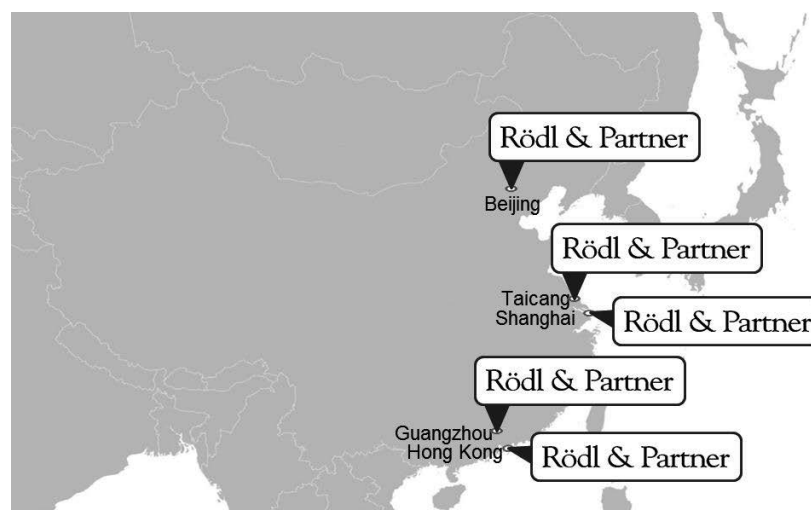 Rödl & Partner
Beijing
Rödl & Partner
Taicang
Shanghai
Rödl & Partner
Rödl & Partner
Guangzhou
Hong Kong
Rödl & Partner